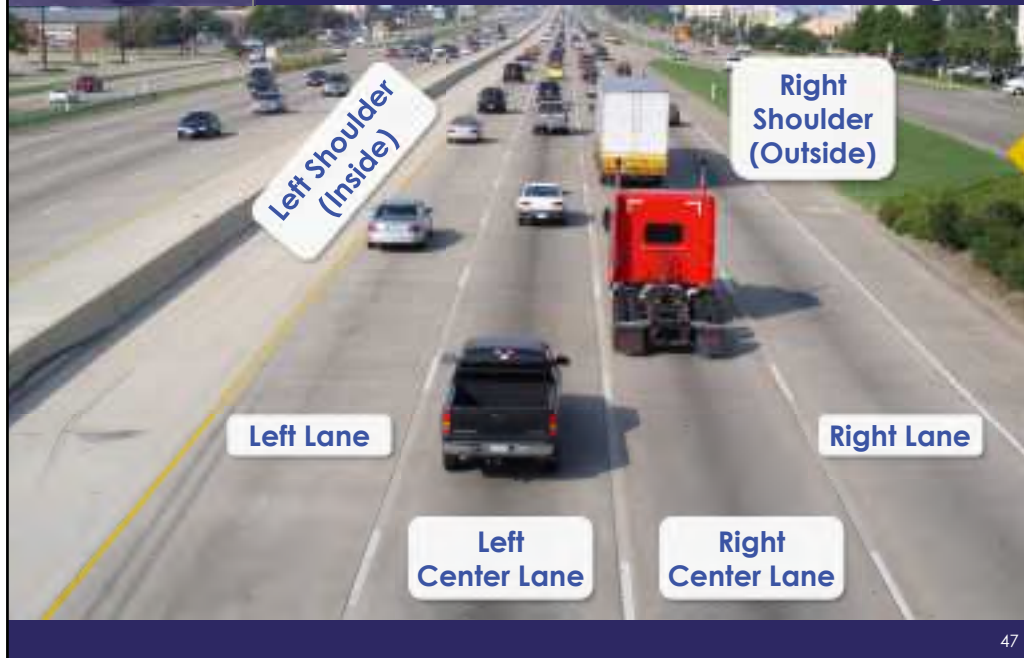 Left Shoulder
(Inside)
Right
Shoulder
(Outside)
Left Lane
Right Lane
Left
Center Lane
Right
Center Lane
47